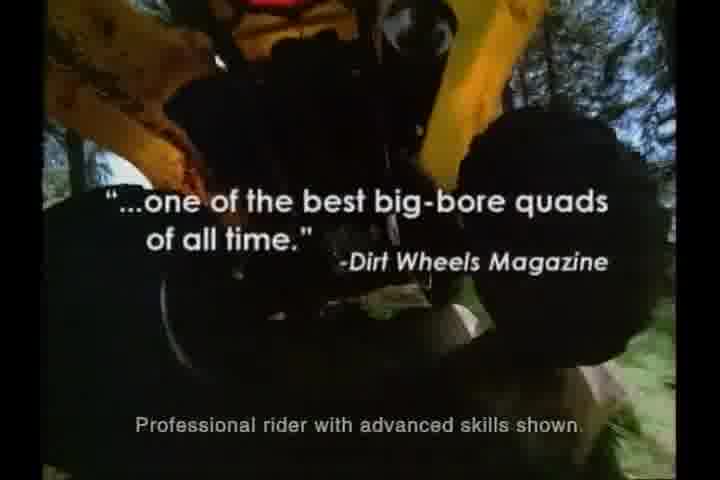 “...one of the best big-bore quads
of all time.”
-Dirt Wheels Magazine
Professional rider with advanced skills shown.